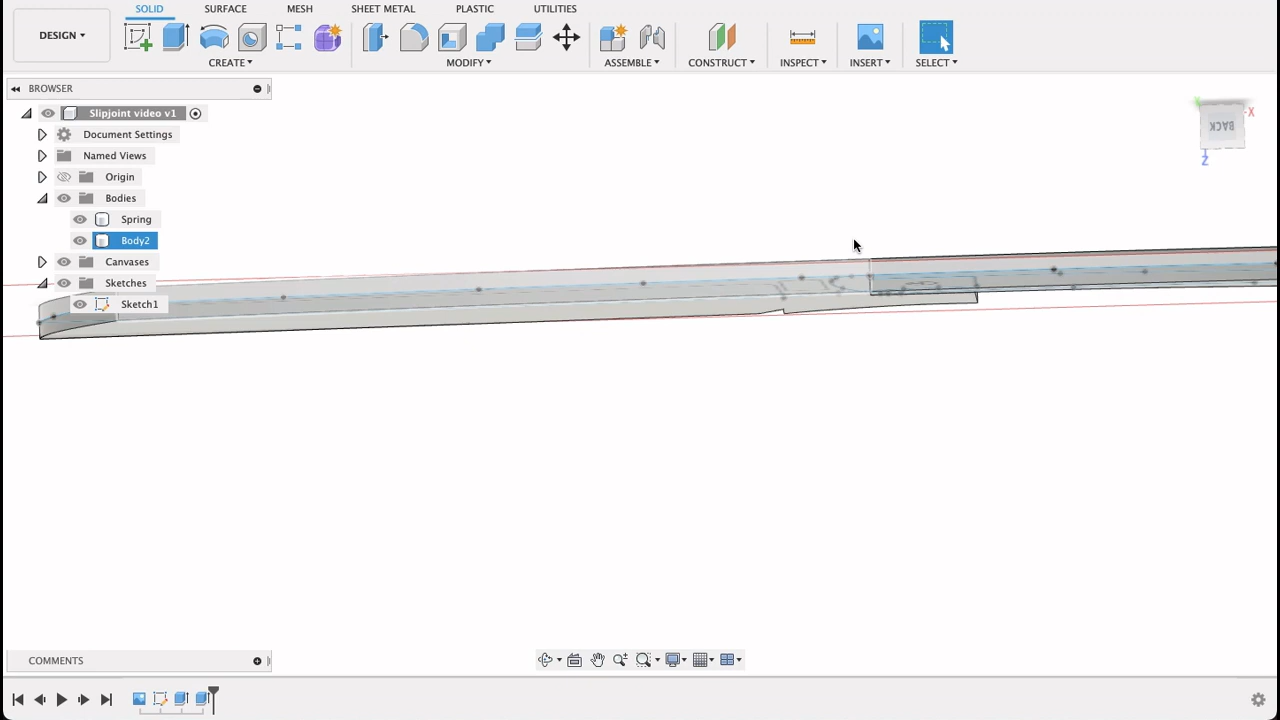 SOLID SURFACE MESH SHEET METAL PLASTIC UTILITIES
DESIGN
CREATE MODIFY ASSEMBLE CONSTRUCT INSPECT INSERT SELECT
BROWSER
Slipjoint video v1
Document Settings
Named Views
Origin
Bodies
Spring
Body2
Canvases
Sketches
Sketch1
BACK
X
Y
Z
COMMENTS